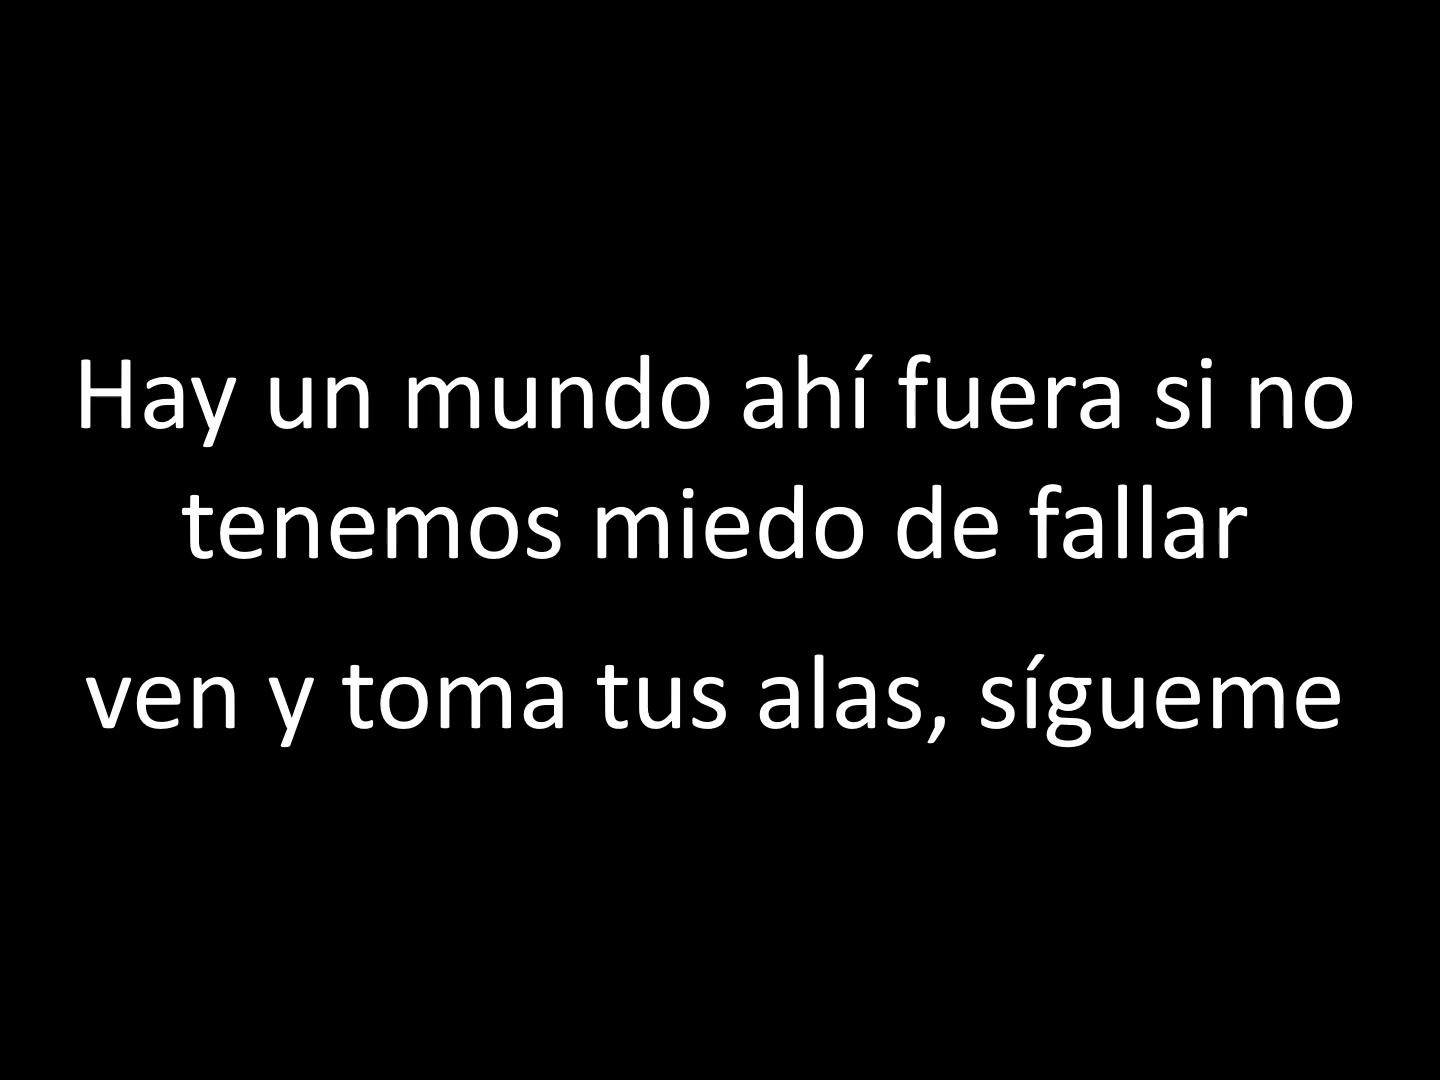 Hay un mundo ahí fuera si no
tenemos miedo de fallar
ven y toma tus alas, sígueme